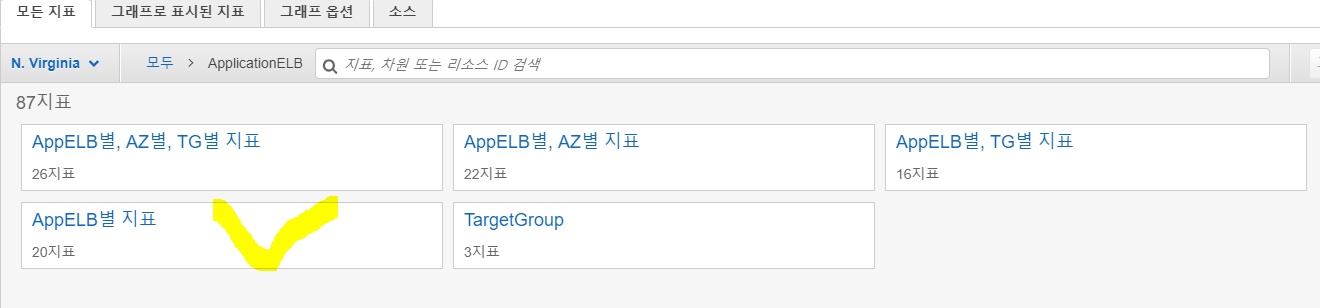 모든 지표 그래프로 표시된 지표 그래프 옵션 소스
N. Virginia 모두 > ApplicationELB 지표, 차원 또는 리소스 ID 검색
87지표
AppELB별, AZ별, TG별 지표 AppELB별, AZ별 지표 AppELB별, TG별 지표
26지표 22지표 16지표
AppELB별 지표 TargetGroup
20지표 3지표